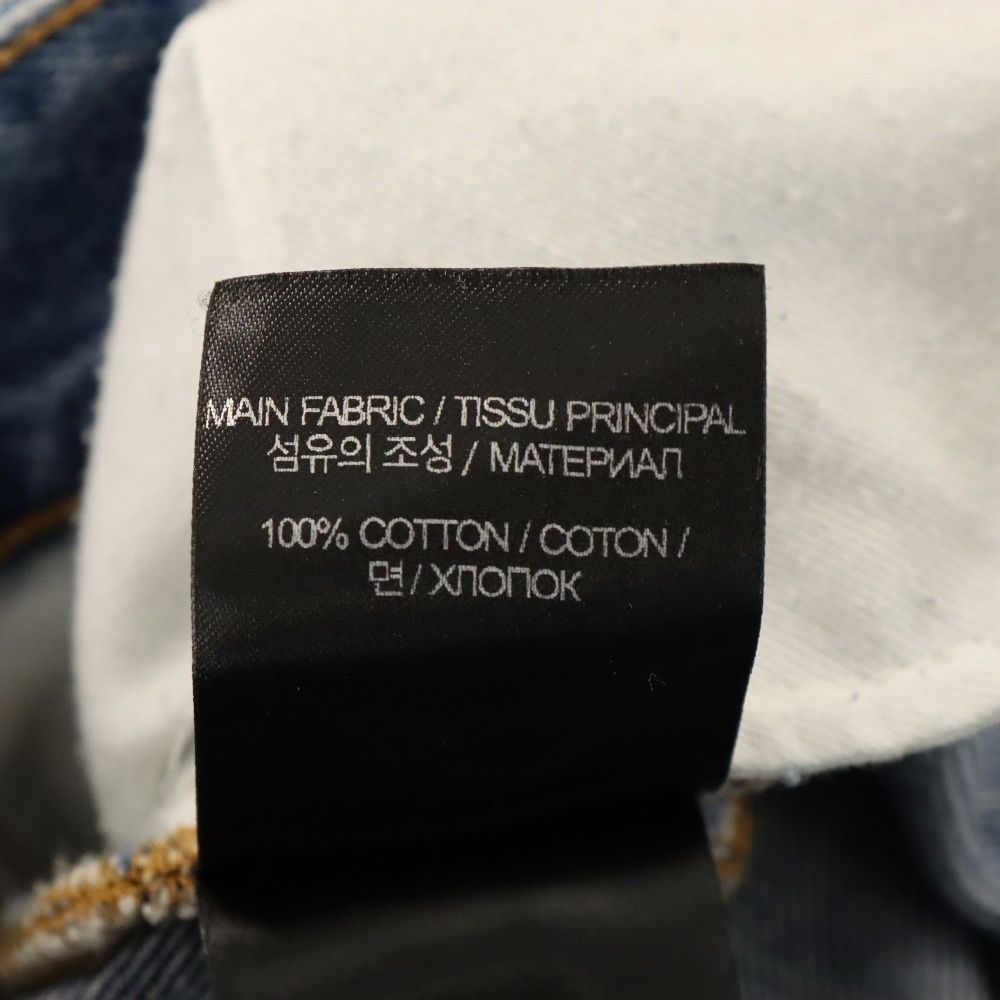 MAIN FABRIC / TISSU PRINCIPAL
섬유의 조성 / МАТЕРИАЛ
100% COTTON / COTON /
면 / ХЛОПОК